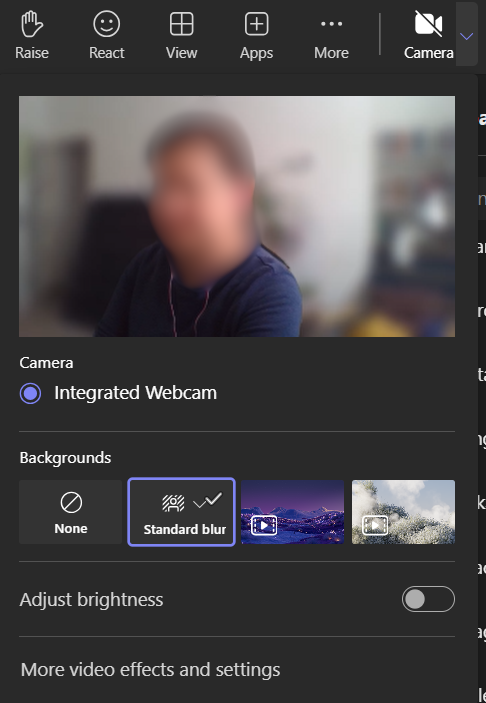 Raise React View Apps More Camera
Camera
Integrated Webcam
Backgrounds
None Standard blur
Adjust brightness
More video effects and settings